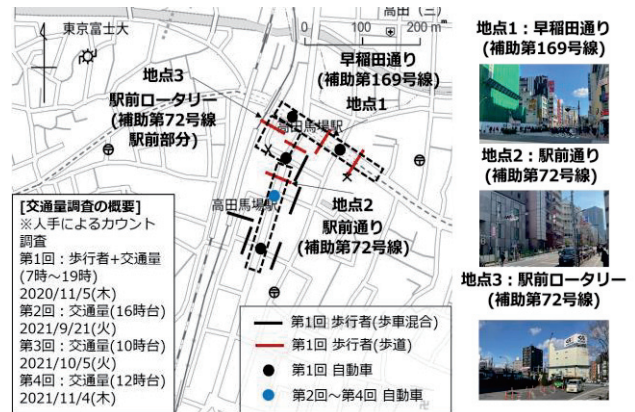 東京富士大
高田(三)
0 100 200 m
早稲田通り
(補助第169号線)
地点1
地点3
駅前ロータリー
(補助第72号線
駅前部分)
高田馬場駅
高田馬場駅
地点2
駅前通り
(補助第72号線)
[交通量調査の概要]
※人手によるカウント
調査
第1回:歩行者+交通量
(7時~19時)
2020/11/5(木)
第2回:交通量(16時台)
2021/9/21(火)
第3回:交通量(10時台)
2021/10/5(火)
第4回:交通量(12時台)
2021/11/4(木)
第1回 歩行者(歩車混合)
第1回 歩行者(歩道)
第1回 自動車
第2回~第4回 自動車
地点1:早稲田通り
(補助第169号線)
地点2:駅前通り
(補助第72号線)
地点3:駅前ロータリー
(補助第72号線)